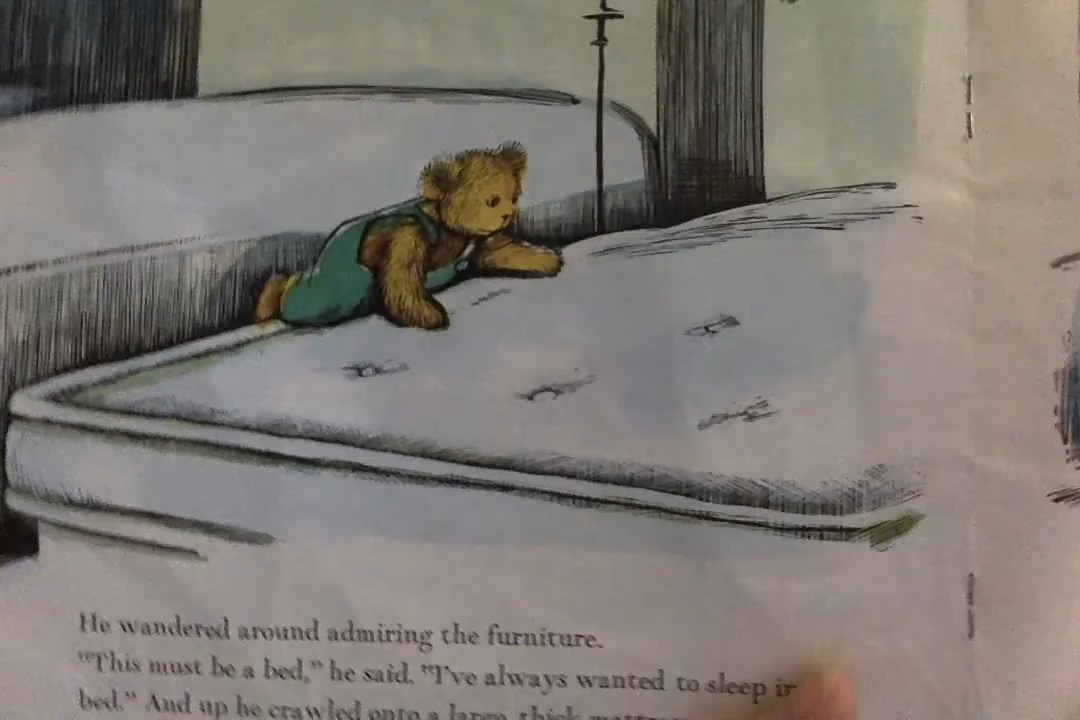 He wandered around admiring the furniture.
"This must be a bed," he said. "I've always wanted to sleep in
bed." And up he crawled onto a large, thick